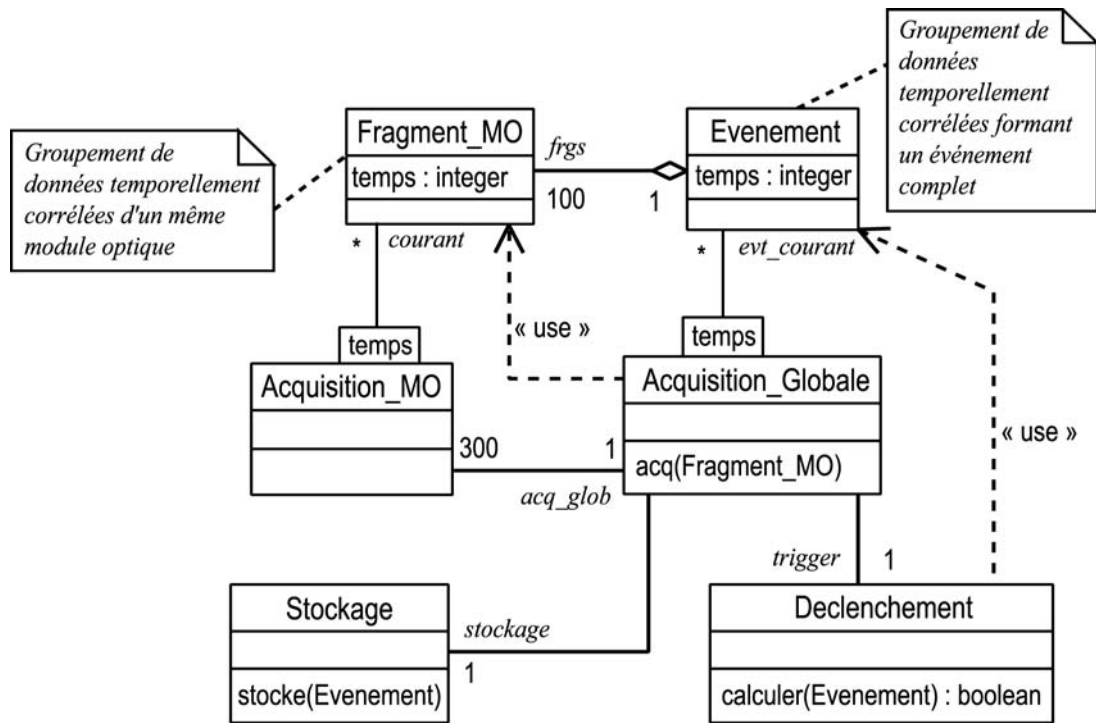 Groupement de
données
temporellement
corrélées formant
un événement
complet
Groupement de
données temporellement
corrélées d'un même
module optique
Fragment_MO
temps : integer
frgs
100
1
Evenement
temps : integer
*
courant
*
evt_courant
« use »
« use »
temps
Acquisition_MO
temps
Acquisition_Globale
acq(Fragment_MO)
300
1
acq_glob
trigger
1
Stockage
stocke(Evenement)
stockage
1
Declenchement
calculer(Evenement) : boolean